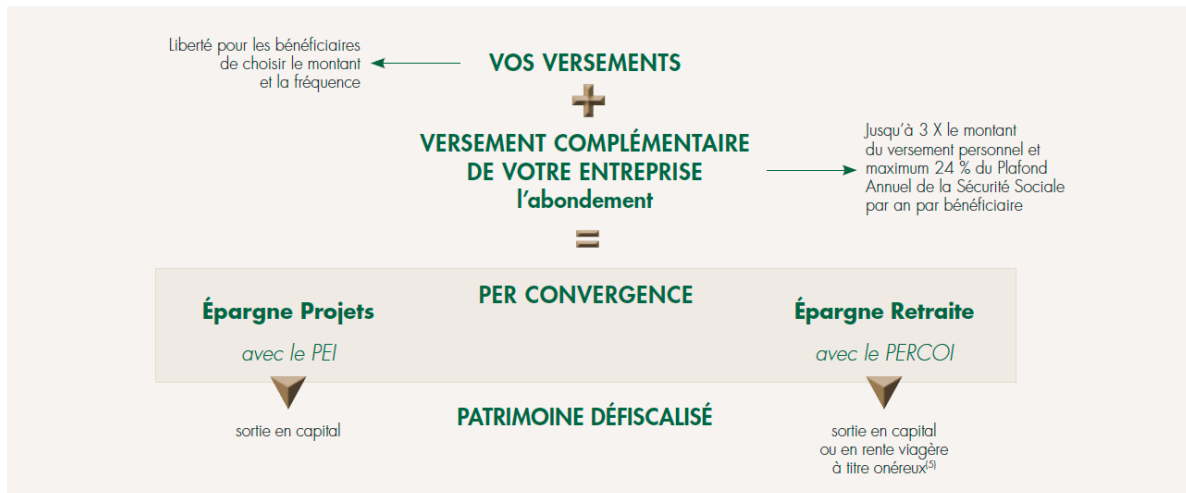 Liberté pour les bénéficiaires
de choisir le montant
et la fréquence
VOS VERSEMENTS
+
VERSEMENT COMPLÉMENTAIRE
DE VOTRE ENTREPRISE
l'abondement
Jusqu'à 3 X le montant
du versement personnel et
maximum 24 % du Plafond
Annuel de la Sécurité Sociale
par an par bénéficiaire
=
PER CONVERGENCE
Épargne Projets
avec le PEI
Épargne Retraite
avec le PERCOI
sortie en capital
PATRIMOINE DÉFISCALISÉ
sortie en capital
ou en rente viagère
à titre onéreux(5)